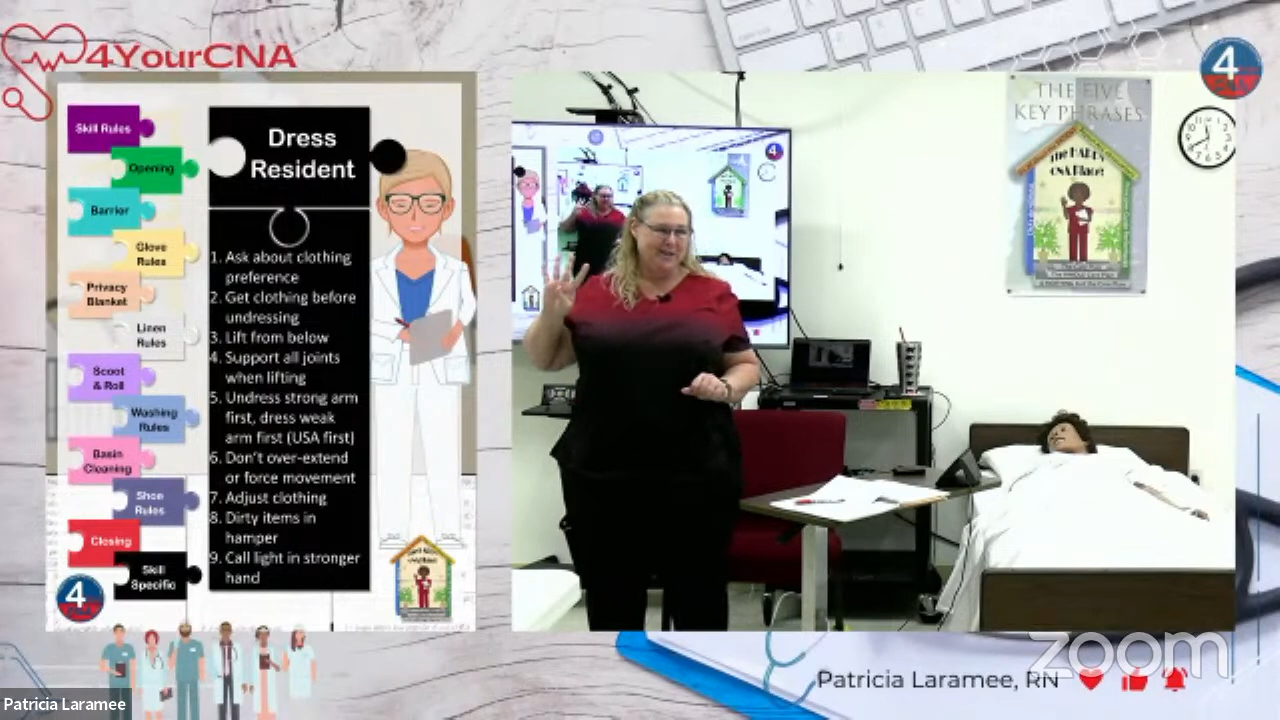 4YourCNA
Skill Rules
Opening
Barrier
Glove
Rules
Privacy
Blanket
Linen
Rules
Scoot
& Roll
Washing
Rules
Basin
Cleaning
Shoe
Rules
Closing
Skill
Specific
Dress
Resident
1. Ask about clothing
preference
2. Get clothing before
undressing
3. Lift from below
4. Support all joints
when lifting
5. Undress strong arm
first, dress weak
arm first (USA first)
6. Don't over-extend
or force movement
7. Adjust clothing
8. Dirty items in
hamper
9. Call light in stronger
hand
4
4
THE FIVE
KEY PHRASES
The HAPPY
CNA Place!
zoom
Patricia Laramee, RN
Patricia Laramee